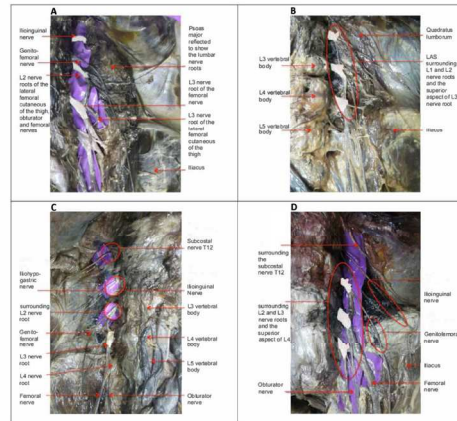 A
Ilioinguinal
nerve
Genito-
femoral
nerve
L2 nerve
roots of the
lateral
femoral
cutaneous
of the thigh,
obturator
and femoral
nerves
Psoas
major
reflected
to show
the lumbar
nerve
roots
L3 nerve
root of the
femoral
nerve
L3 nerve
root of the
lateral
femoral
cutaneous
of the
thigh
Iliacus
B
L3 vertebral
body
L4 vertebral
body
L5 vertebral
body
Quadratus
lumborum
LAS
surrounding
L1 and L2
nerve roots
and the
superior
aspect of L3
nerve root
Iliacus
C
Iliohypo-
gastric
nerve
surrounding
L2 nerve
root
Genito-
femoral
nerve
L3 nerve
root
L4 nerve
root
Femoral
nerve
Subcostal
nerve T12
Ilioinguinal
Nerve
L3 vertebral
body
L4 vertebral
body
L5 vertebral
body
Obturator
nerve
D
surrounding
the
subcostal
nerve T12
surrounding
L2 and L3
nerve roots
and the
superior
aspect of L4
Obturator
nerve
Ilioinguinal
nerve
Genitofemoral
nerve
Iliacus
Femoral
nerve